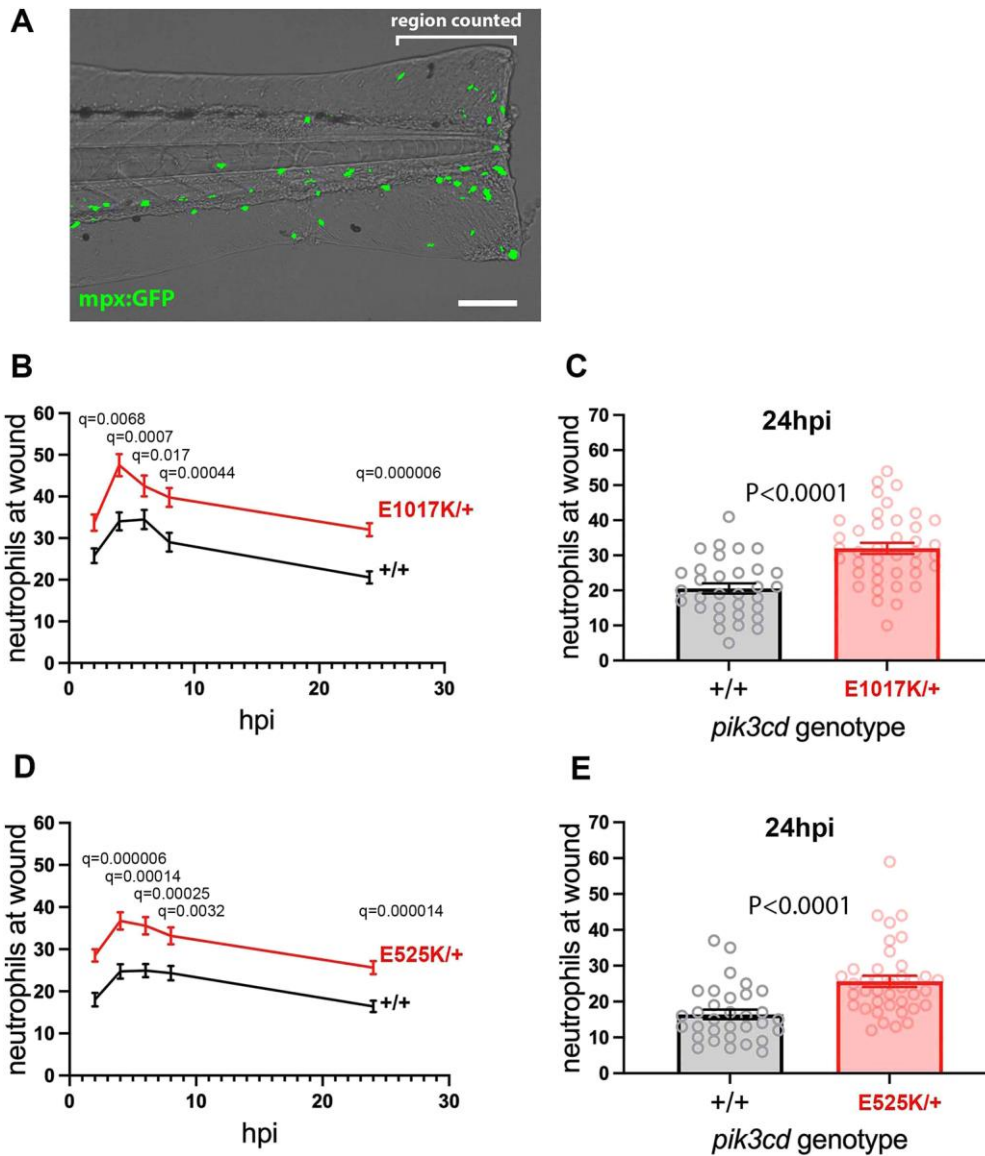 A
region counted
mpx:GFP
B
neutrophils at wound
60
50
40
30
20
10
0
q=0.0068
q=0.0007
q=0.017
q=0.00044
q=0.000006
E1017K/+
+/+
0 10 20 30
hpi
C
24hpi
neutrophils at wound
70
60
50
40
30
20
10
0
P<0.0001
+/+ E1017K/+
pik3cd genotype
D
neutrophils at wound
60
50
40
30
20
10
0
q=0.000006
q=0.00014
q=0.00025
q=0.0032
q=0.000014
E525K/+
+/+
0 10 20 30
hpi
E
24hpi
neutrophils at wound
70
60
50
40
30
20
10
0
P<0.0001
+/+ E525K/+
pik3cd genotype